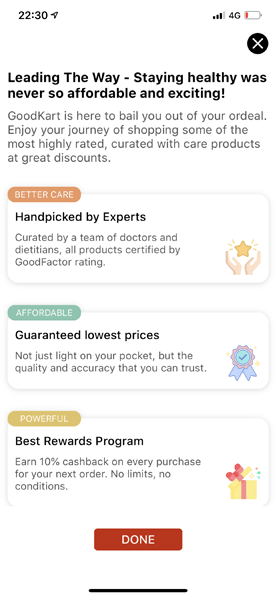 22:30
4G
Leading The Way - Staying healthy was
never so affordable and exciting!
GoodKart is here to bail you out of your ordeal.
Enjoy your journey of shopping some of the
most highly rated, curated with care products
at great discounts.
BETTER CARE
Handpicked by Experts
Curated by a team of doctors and
dietitians, all products certified by
GoodFactor rating.
AFFORDABLE
Guaranteed lowest prices
Not just light on your pocket, but the
quality and accuracy that you can trust.
POWERFUL
Best Rewards Program
Earn 10% cashback on every purchase
for your next order. No limits, no
conditions.
DONE